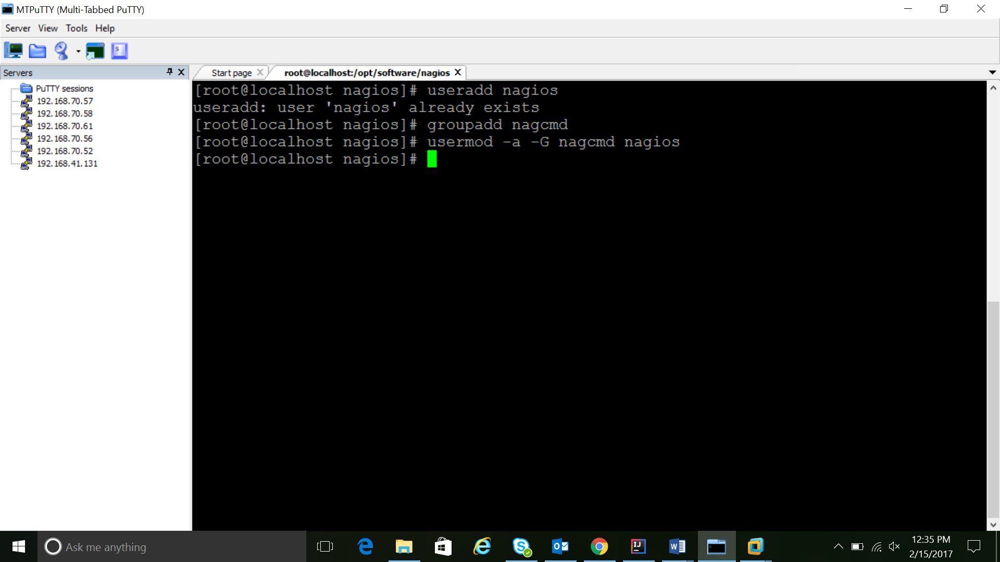 MTPuTTY (Multi-Tabbed PuTTY)
Server View Tools Help
Servers
Start page
root@localhost:/opt/software/nagios
PuTTY sessions
192.168.70.57
192.168.70.58
192.168.70.61
192.168.70.56
192.168.70.52
192.168.41.131
[root@localhost nagios]# useradd nagios
useradd: user 'nagios' already exists
[root@localhost nagios]# groupadd nagcmd
[root@localhost nagios]# usermod -a -G nagcmd nagios
[root@localhost nagios]#
Ask me anything
12:35 PM
2/15/2017